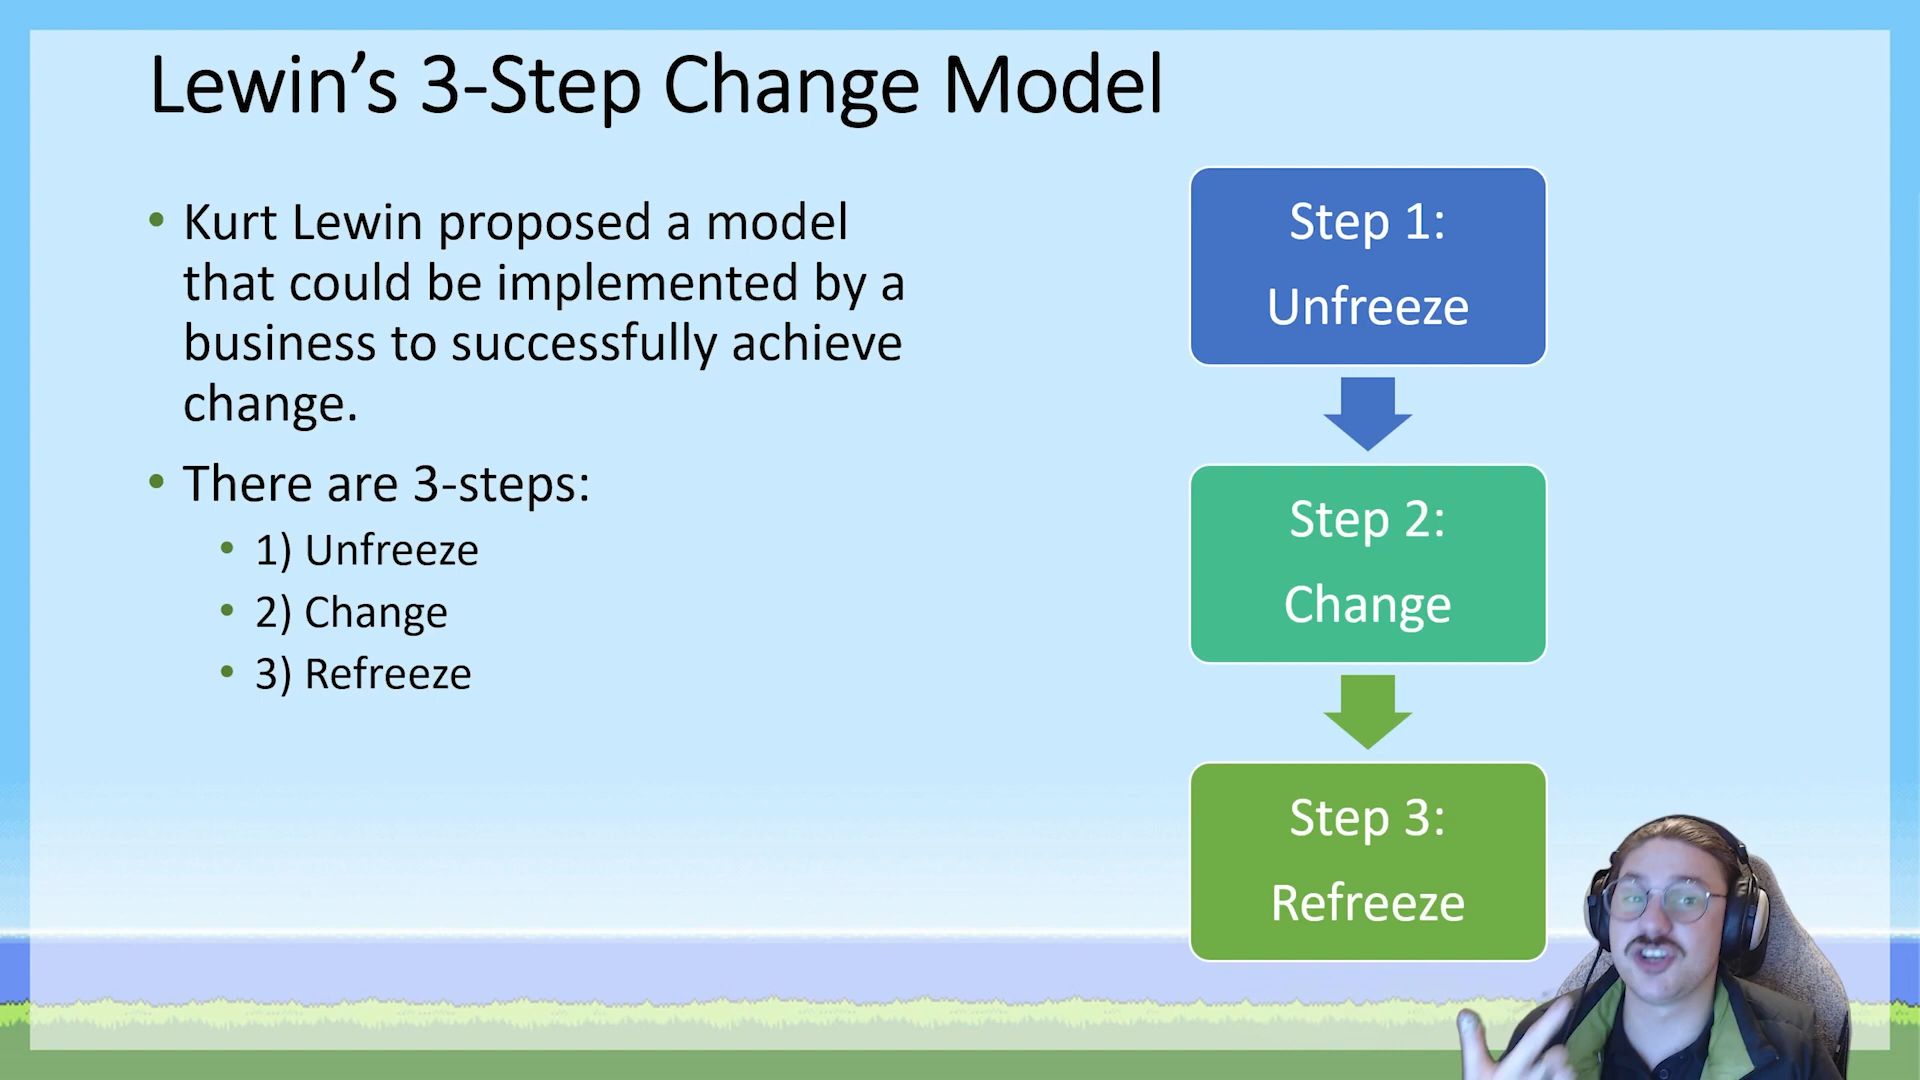 Lewin’s 3-Step Change Model
• Kurt Lewin proposed a model
that could be implemented by a
business to successfully achieve
change.
• There are 3-steps:
• 1) Unfreeze
• 2) Change
• 3) Refreeze
Step 1:
Unfreeze
Step 2:
Change
Step 3:
Refreeze